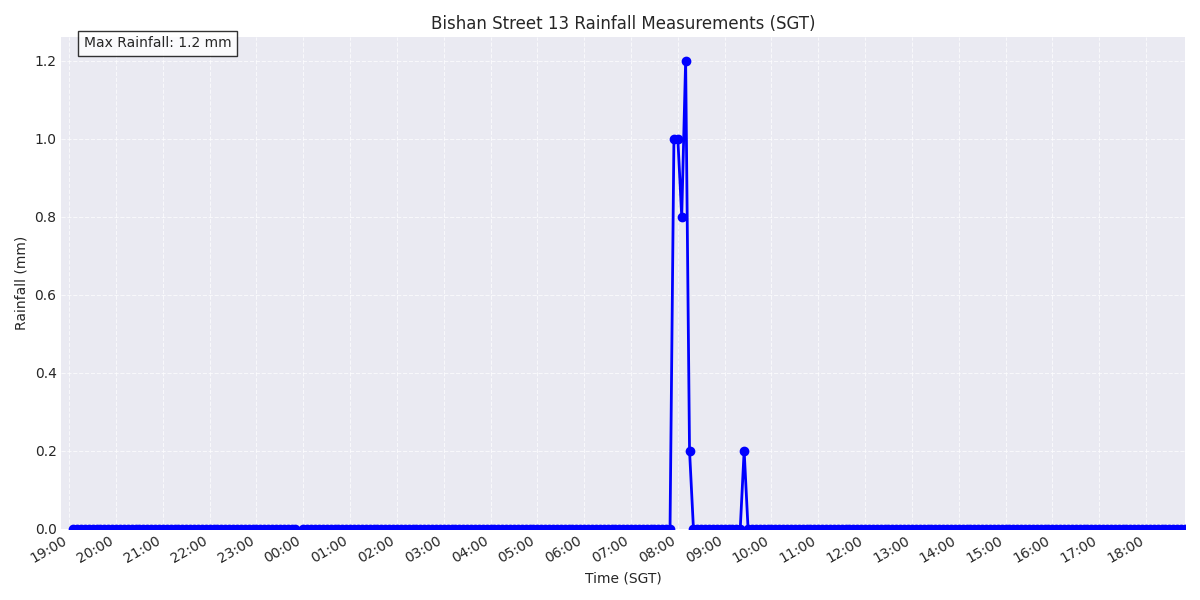 Bishan Street 13 Rainfall Measurements (SGT)
Max Rainfall: 1.2 mm
Rainfall (mm)
1.2
1.0
0.8
0.6
0.4
0.2
0.0
19:00 20:00 21:00 22:00 23:00 00:00 01:00 02:00 03:00 04:00 05:00 06:00 07:00 08:00 09:00 10:00 11:00 12:00 13:00 14:00 15:00 16:00 17:00 18:00
Time (SGT)